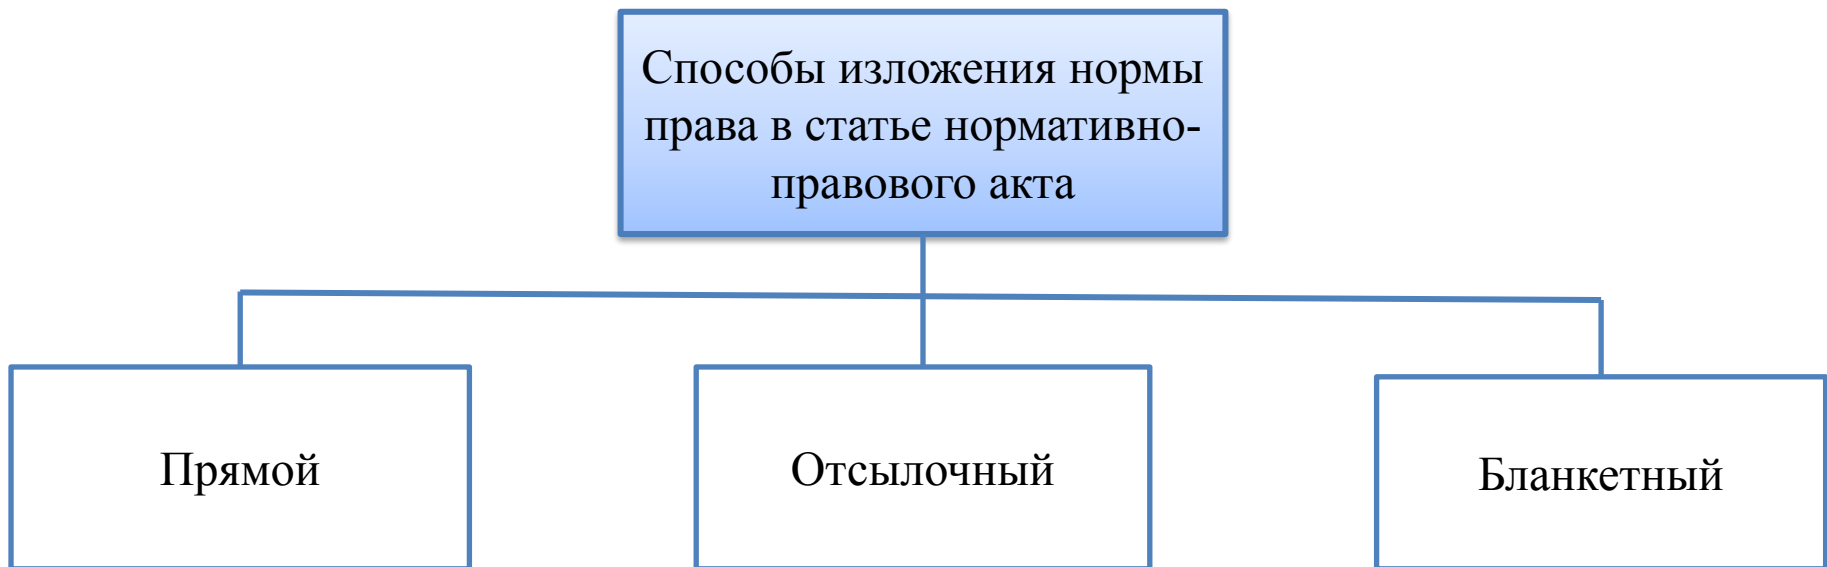 Способы изложения нормы
права в статье нормативно-
правового акта
Прямой
Отсылочный
Бланкетный